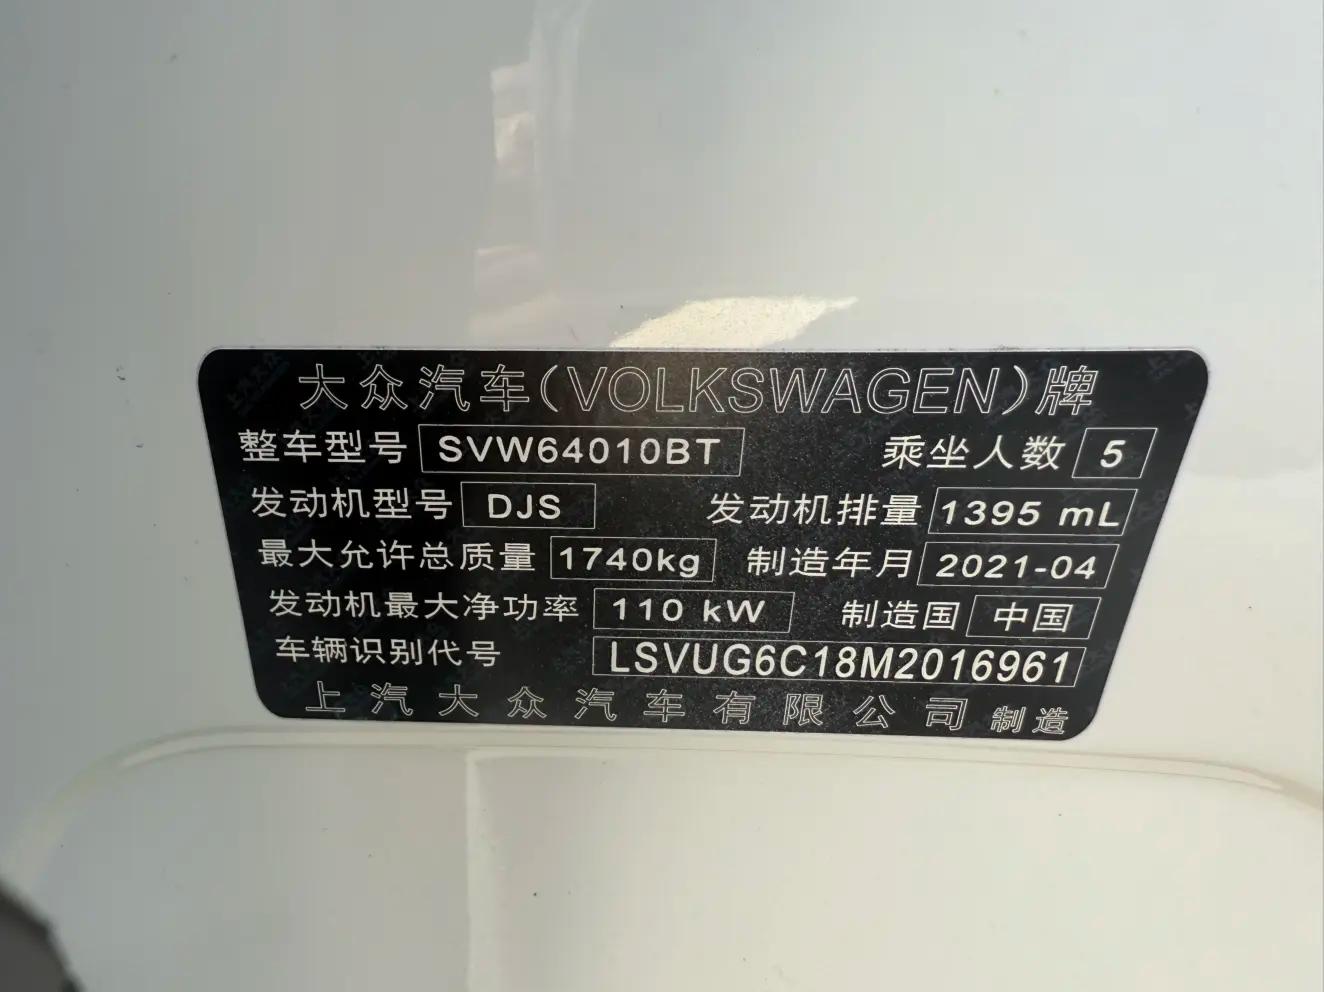 大众汽车(VOLKSWAGEN)牌
整车型号 SVW64010BT 乘坐人数 5
发动机型号 DJS 发动机排量 1395 mL
最大允许总质量 1740kg 制造年月 2021-04
发动机最大净功率 110 kW 制造国 中国
车辆识别代号 LSVUG6C18M2016961
上汽大众汽车有限公司 制造